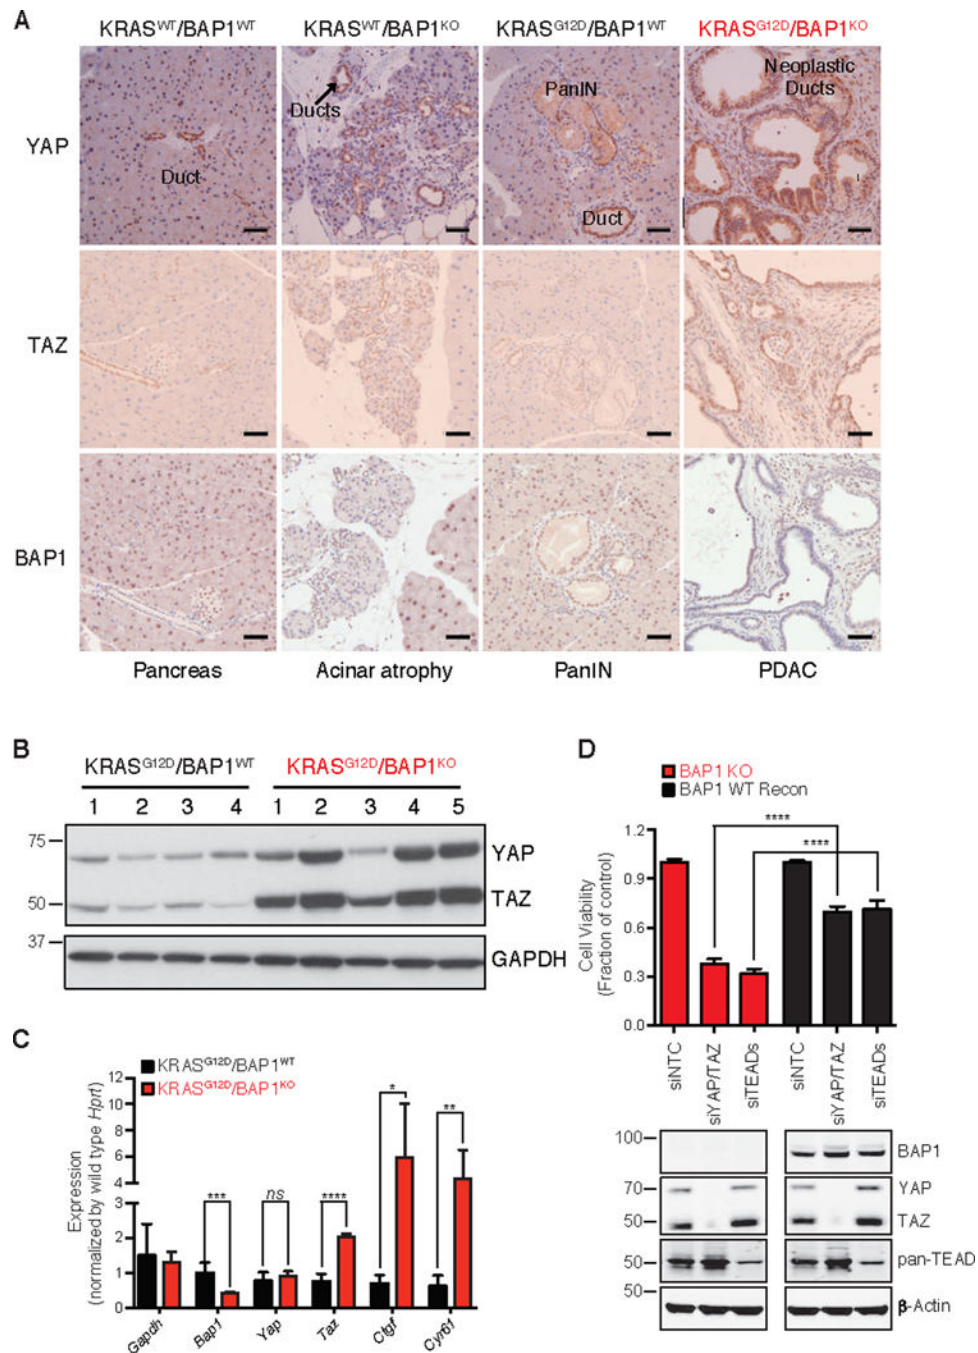 A
KRAS^WT/BAP1^WT KRAS^WT/BAP1^KO KRAS^G12D/BAP1^WT KRAS^G12D/BAP1^KO
YAP
Duct
Ducts
PanIN
Duct
Neoplastic
Ducts
TAZ
BAP1
Pancreas Acinar atrophy PanIN PDAC
B
KRAS^G12D/BAP1^WT KRAS^G12D/BAP1^KO
1 2 3 4 1 2 3 4 5
75
YAP
50
TAZ
37
GAPDH
C
KRAS^G12D/BAP1^WT
KRAS^G12D/BAP1^KO
Expression
(normalized by wild type Hprt)
12
10
8
6
4
2
1
0
*** ns **** * **
Gapdh Bap1 Yap Taz Ctgf Cyr61
D
BAP1 KO
BAP1 WT Recon
Cell Viability
(Fraction of control)
1.2
0.9
0.6
0.3
0.0
****
****
siNTC siYAP/TAZ siTEADs siNTC siYAP/TAZ siTEADs
100
BAP1
70
YAP
50
TAZ
50
pan-TEAD
50
β-Actin